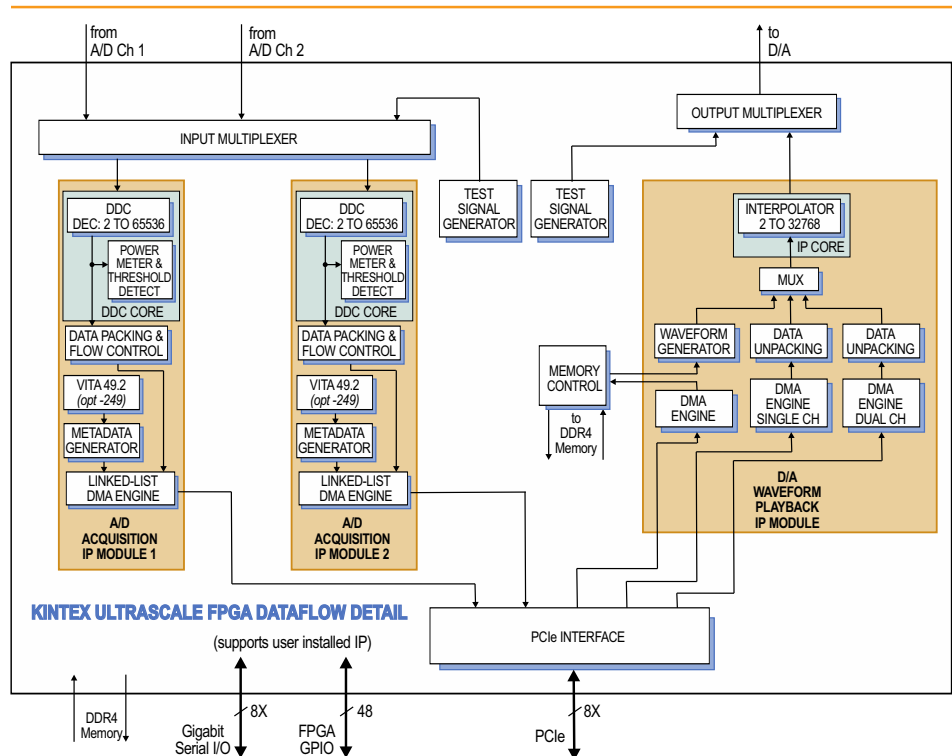 from
A/D Ch 1
from
A/D Ch 2
to
D/A
INPUT MULTIPLEXER
OUTPUT MULTIPLEXER
DDC
DEC: 2 TO 65536
POWER
METER &
THRESHOLD
DETECT
DDC CORE
DATA PACKING &
FLOW CONTROL
VITA 49.2
(opt -249)
METADATA
GENERATOR
LINKED-LIST
DMA ENGINE
A/D
ACQUISITION
IP MODULE 1
DDC
DEC: 2 TO 65536
POWER
METER &
THRESHOLD
DETECT
DDC CORE
DATA PACKING &
FLOW CONTROL
VITA 49.2
(opt -249)
METADATA
GENERATOR
LINKED-LIST
DMA ENGINE
A/D
ACQUISITION
IP MODULE 2
TEST
SIGNAL
GENERATOR
TEST
SIGNAL
GENERATOR
INTERPOLATOR
2 TO 32768
IP CORE
MUX
WAVEFORM
GENERATOR
DATA
UNPACKING
DATA
UNPACKING
MEMORY
CONTROL
to
DDR4
Memory
DMA
ENGINE
DMA
ENGINE
SINGLE CH
DMA
ENGINE
DUAL CH
D/A
WAVEFORM
PLAYBACK
IP MODULE
KINTEX ULTRASCALE FPGA DATAFLOW DETAIL
(supports user installed IP)
PCIe INTERFACE
DDR4
Memory
8X
Gigabit
Serial I/O
48
FPGA
GPIO
8X
PCIe